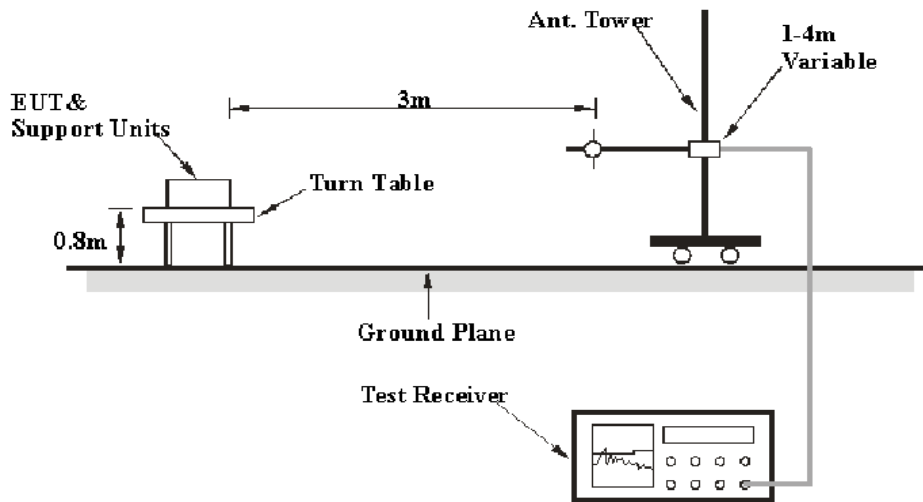 Ant. Tower
1-4m
Variable
3m
EUT&
Support Units
Turn Table
0.8m
Ground Plane
Test Receiver